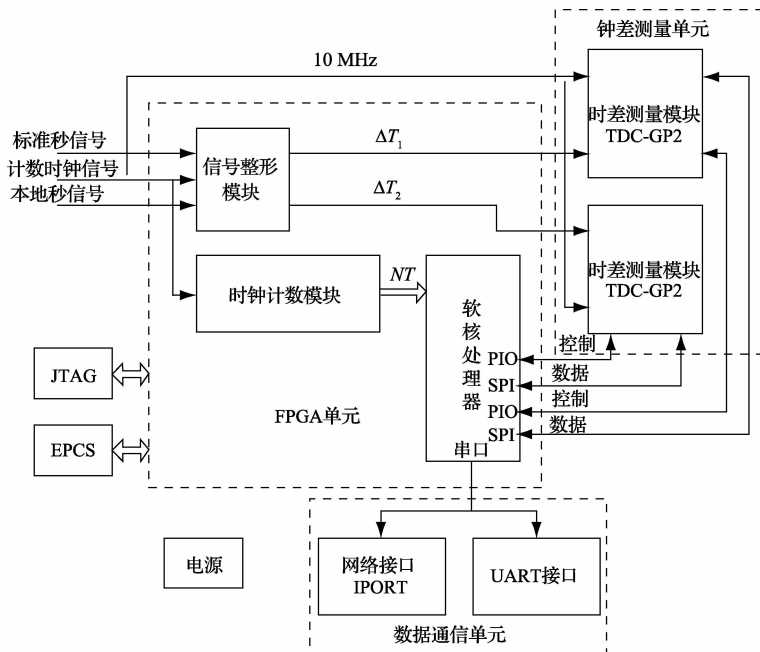 钟差测量单元
10 MHz
时差测量模块
TDC-GP2
标准秒信号
计数时钟信号
本地秒信号
信号整形
模块
ΔT₁
ΔT₂
时差测量模块
TDC-GP2
时钟计数模块
NT
软核处理器
PIO
控制
SPI
数据
PIO
控制
SPI
数据
串口
JTAG
EPCS
FPGA单元
电源
网络接口
IPORT
UART接口
数据通信单元